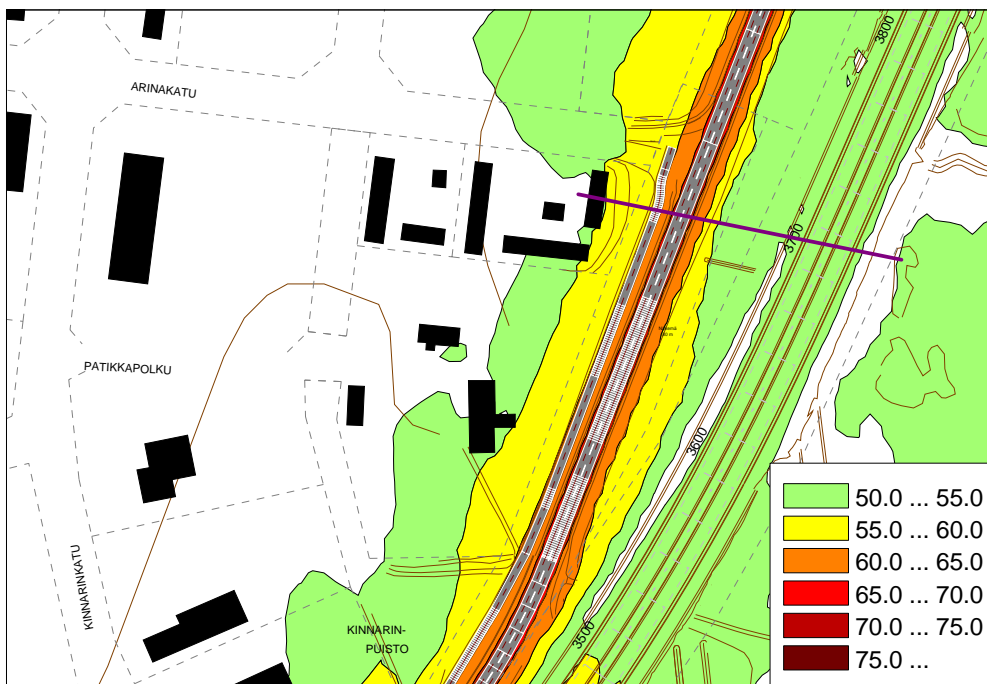 3800
ARINAKATU
3700
PATIKKAPOLKU
3600
KINNARINKATU
KINNARIN-
PUISTO
3500
50.0 ... 55.0
55.0 ... 60.0
60.0 ... 65.0
65.0 ... 70.0
70.0 ... 75.0
75.0 ...